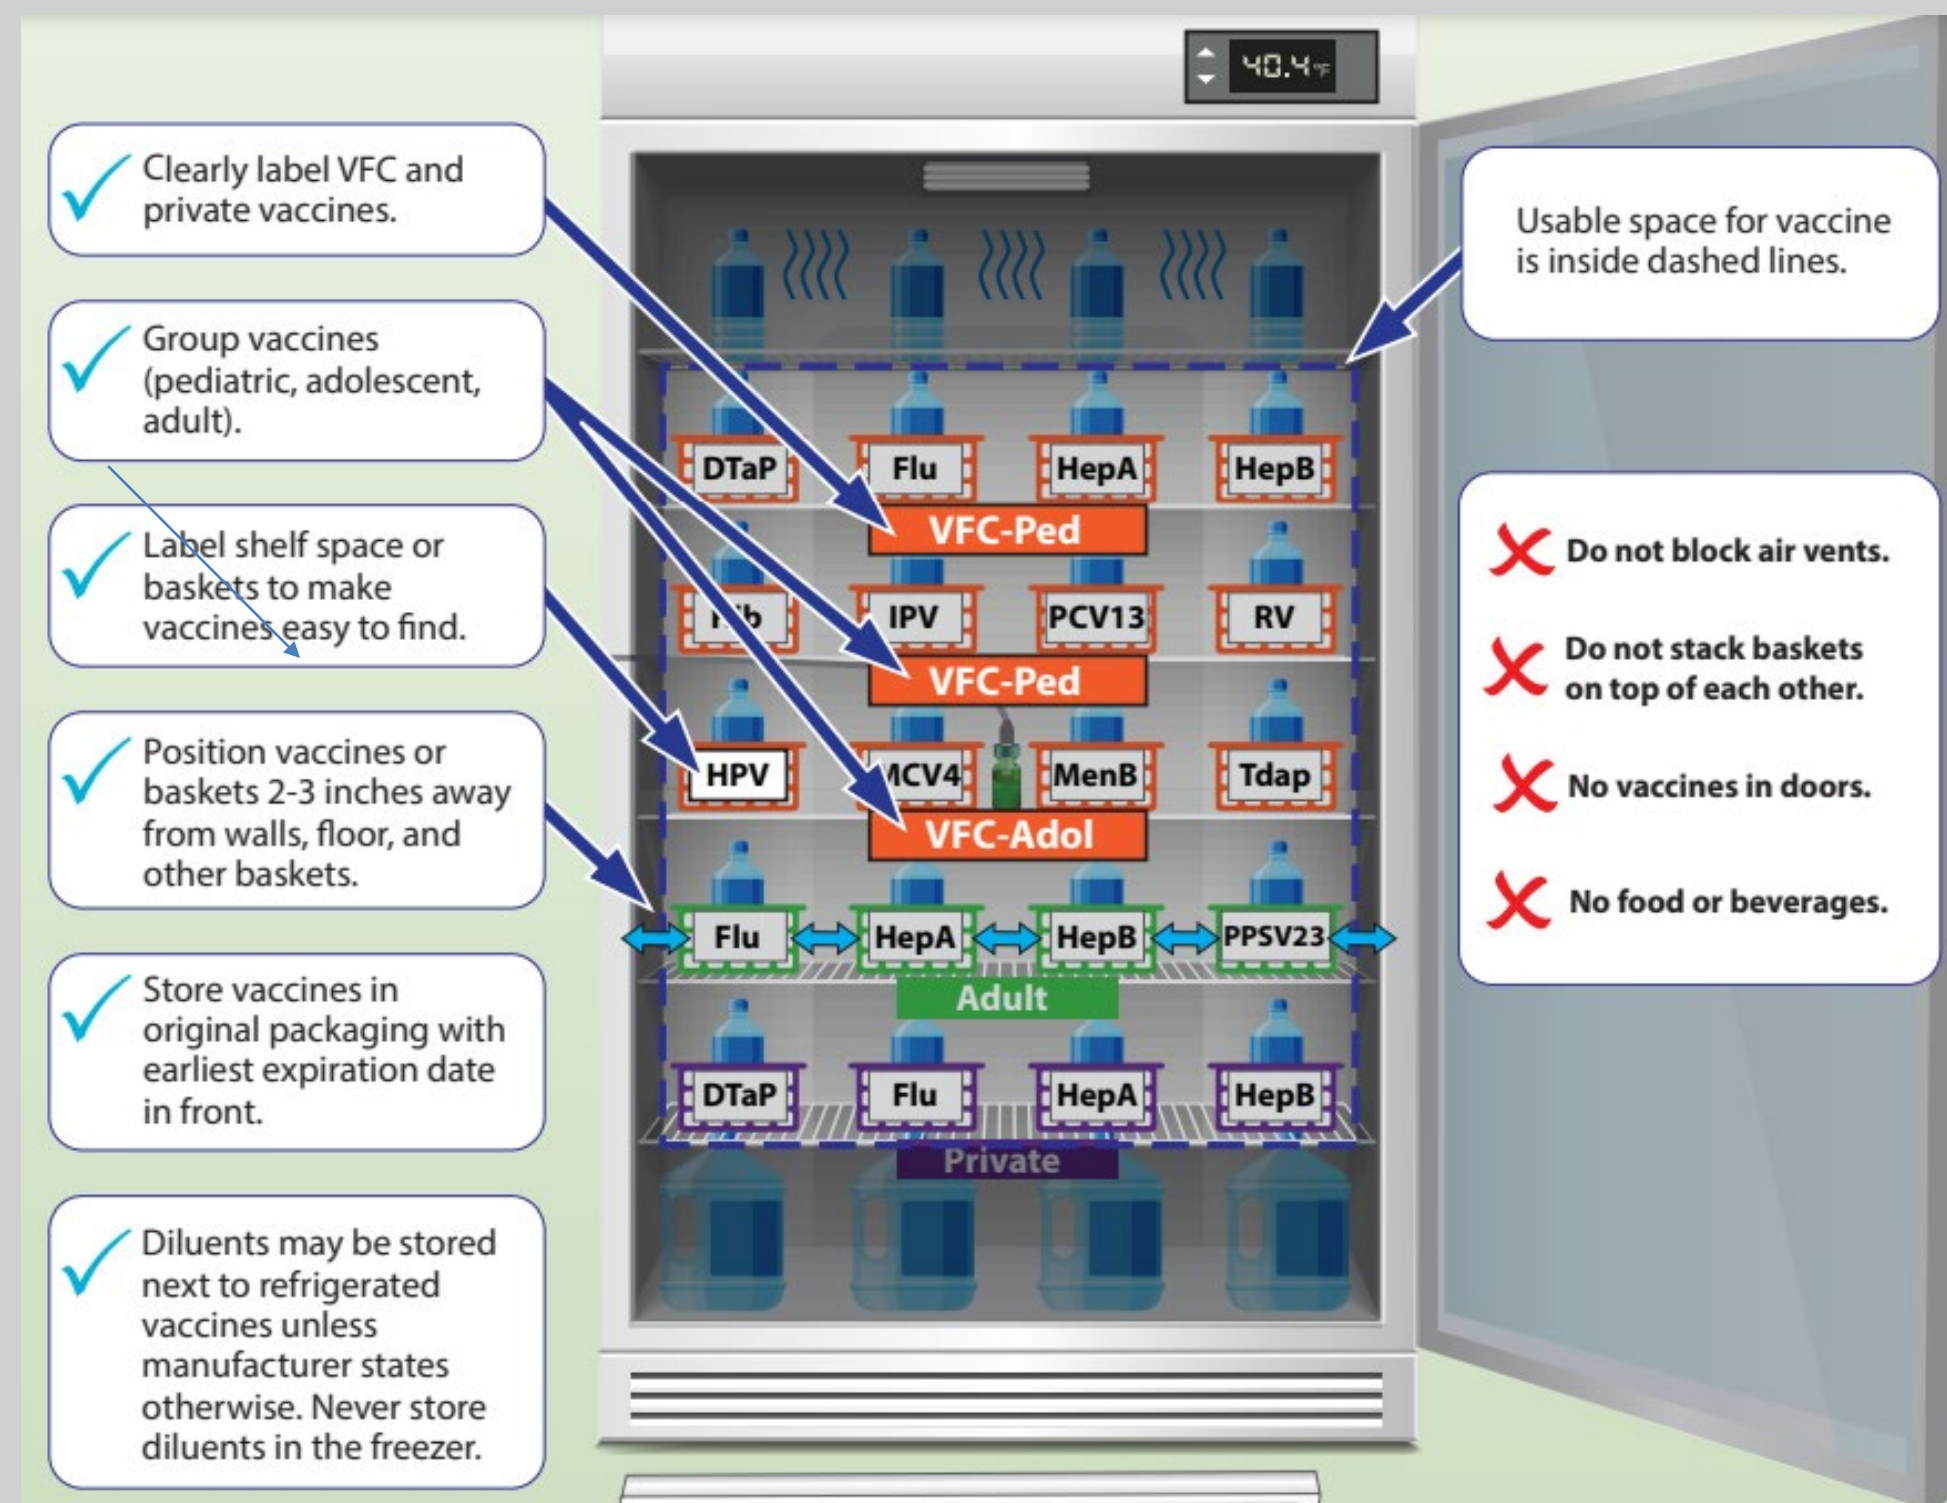 40.4°F
Clearly label VFC and
private vaccines.
Group vaccines
(pediatric, adolescent,
adult).
Label shelf space or
baskets to make
vaccines easy to find.
Position vaccines or
baskets 2-3 inches away
from walls, floor, and
other baskets.
Store vaccines in
original packaging with
earliest expiration date
in front.
Diluents may be stored
next to refrigerated
vaccines unless
manufacturer states
otherwise. Never store
diluents in the freezer.
DTaP Flu HepA HepB
VFC-Ped
IPV PCV13 RV
VFC-Ped
HPV MCV4 MenB Tdap
VFC-Adol
Flu HepA HepB PPSV23
Adult
DTaP Flu HepA HepB
Private
Usable space for vaccine
is inside dashed lines.
Do not block air vents.
Do not stack baskets
on top of each other.
No vaccines in doors.
No food or beverages.